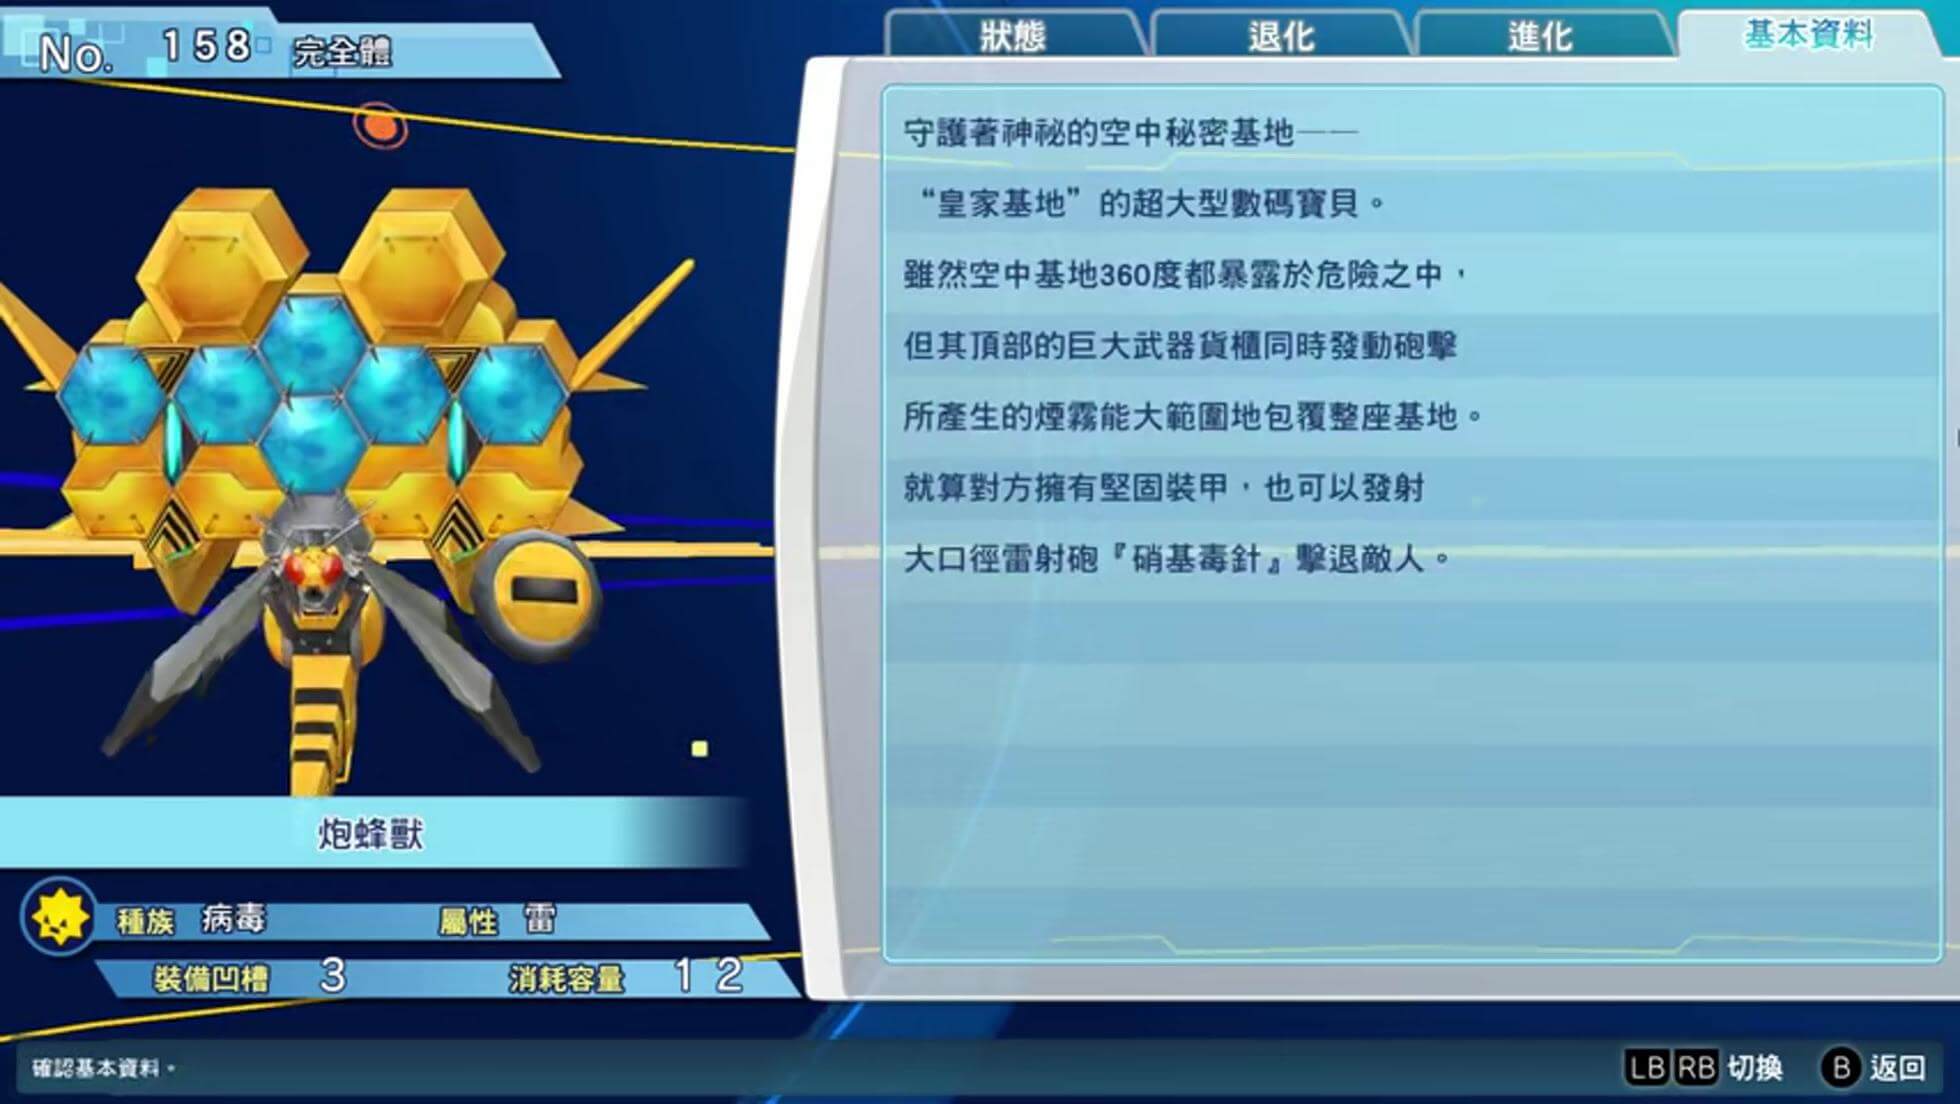 No. 158 完全體
狀態 退化 進化 基本資料
守護著神祕的空中秘密基地——
“皇家基地”的超大型數碼寶貝。
雖然空中基地360度都暴露於危險之中，
但其頂部的巨大武器貨櫃同時發動砲擊
所產生的煙霧能大範圍地包覆整座基地。
就算對方擁有堅固裝甲，也可以發射
大口徑雷射砲『硝基毒針』擊退敵人。
炮蜂獸
種族 病毒 屬性 雷
裝備凹槽 3 消耗容量 12
確認基本資料。
LB RB 切換 B 返回